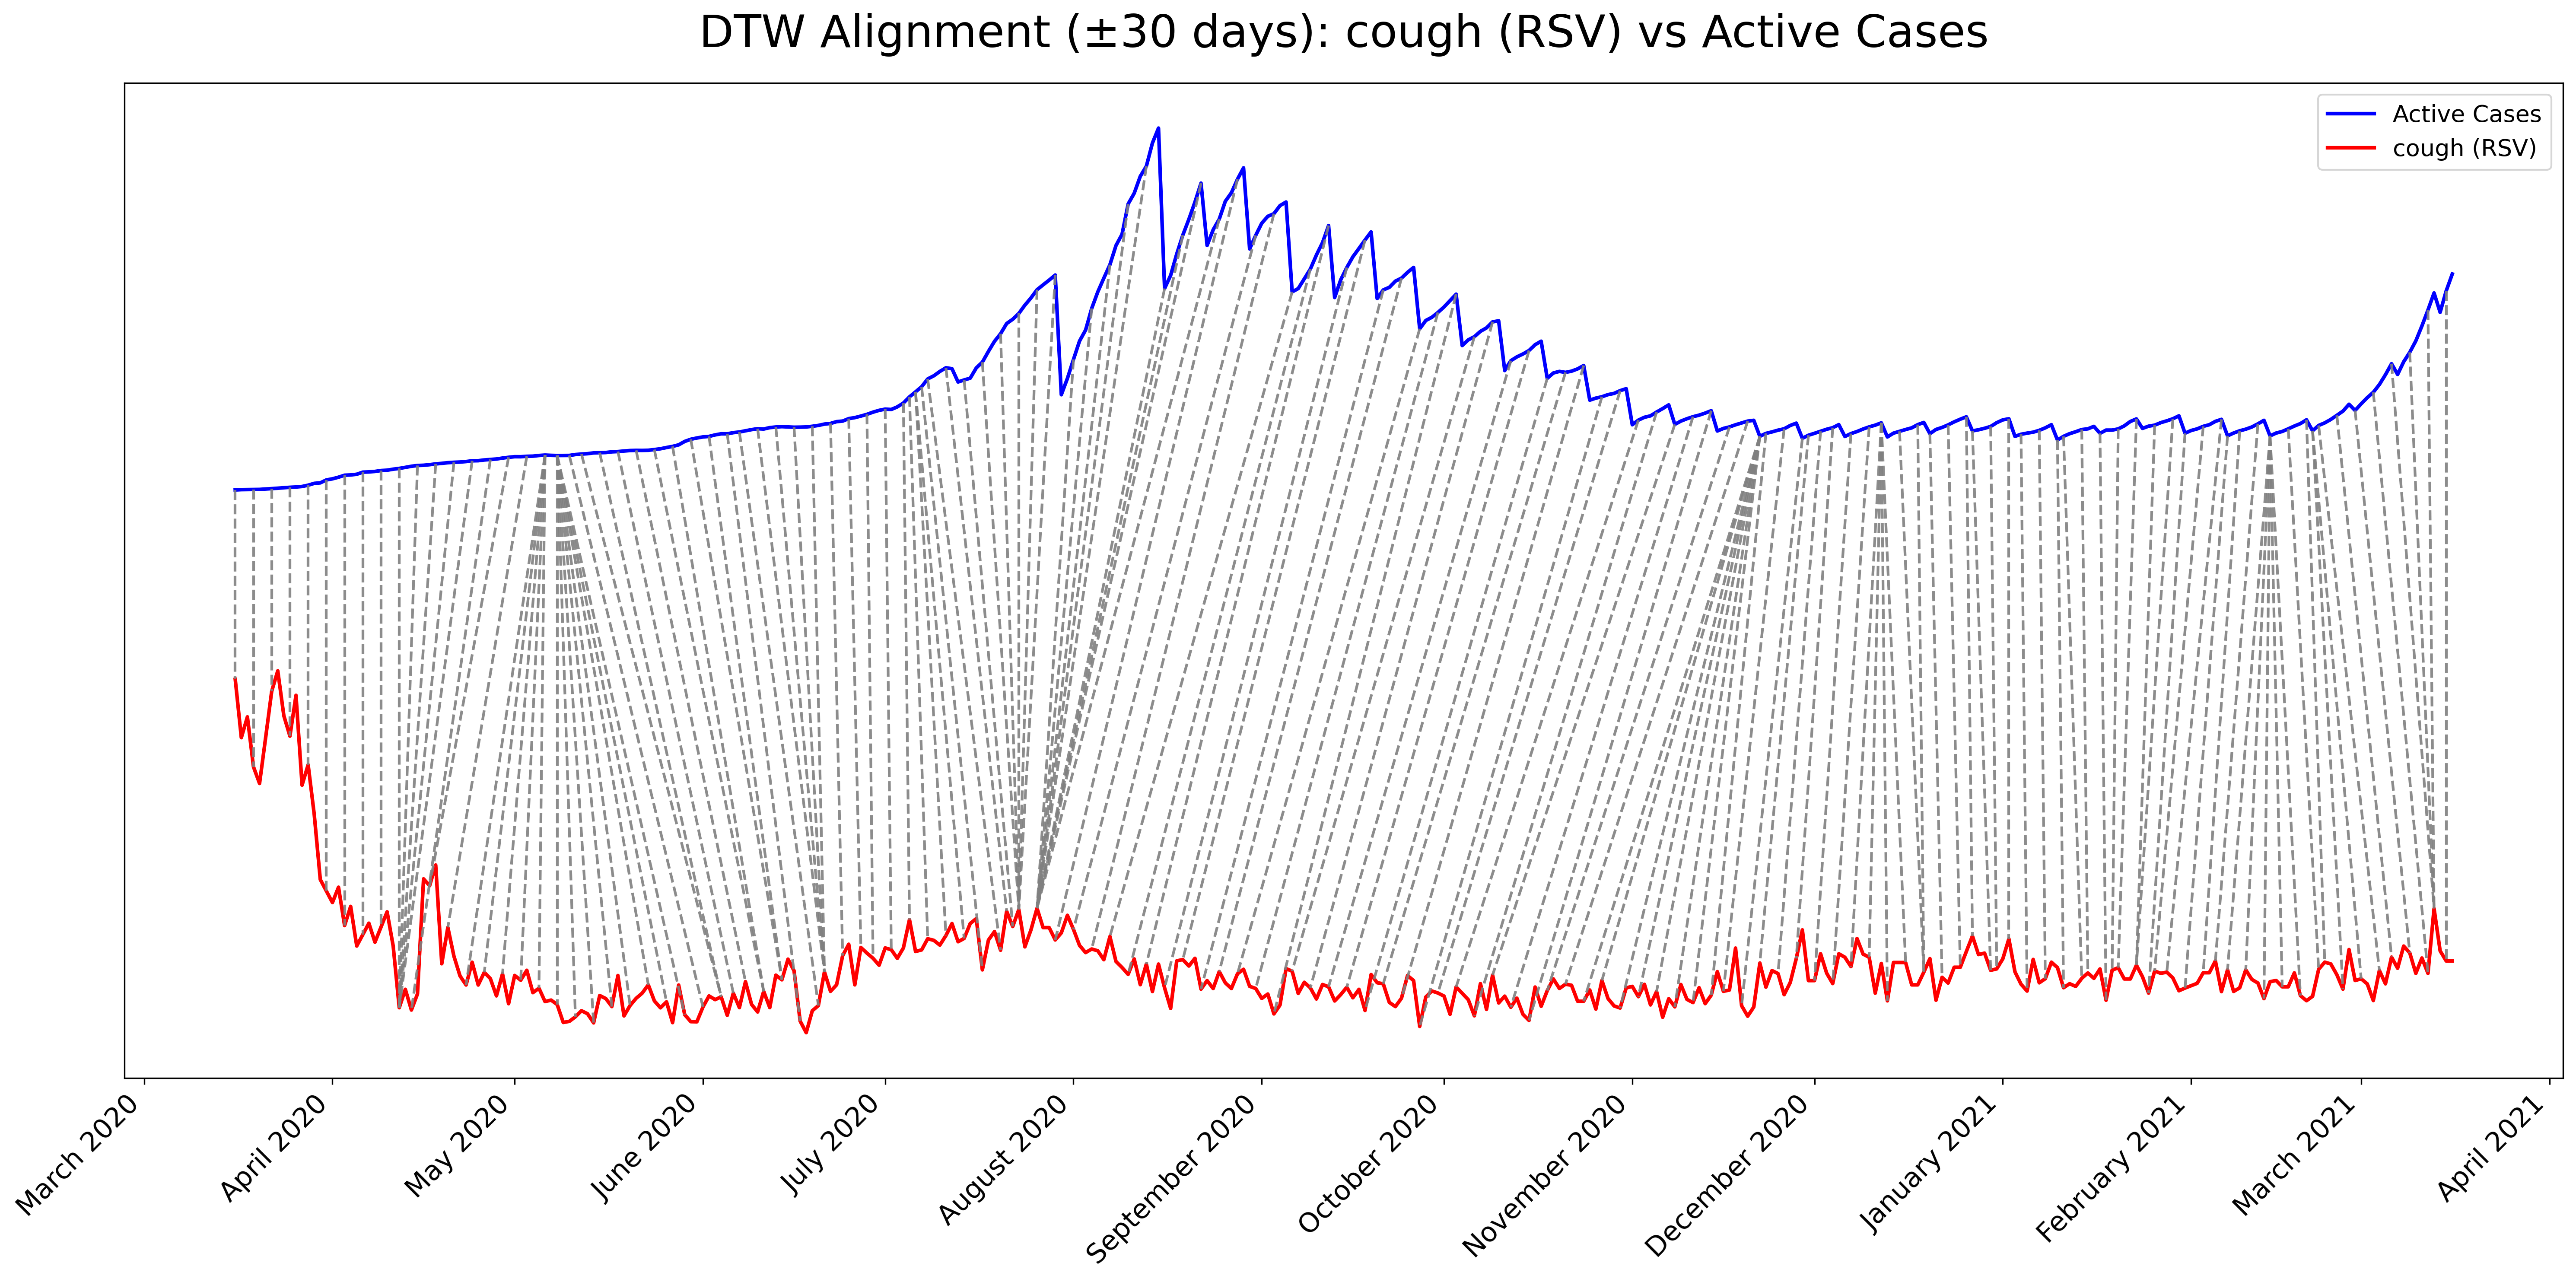 DTW Alignment (±30 days): cough (RSV) vs Active Cases
Active Cases
cough (RSV)
March 2020
April 2020
May 2020
June 2020
July 2020
August 2020
September 2020
October 2020
November 2020
December 2020
January 2021
February 2021
March 2021
April 2021